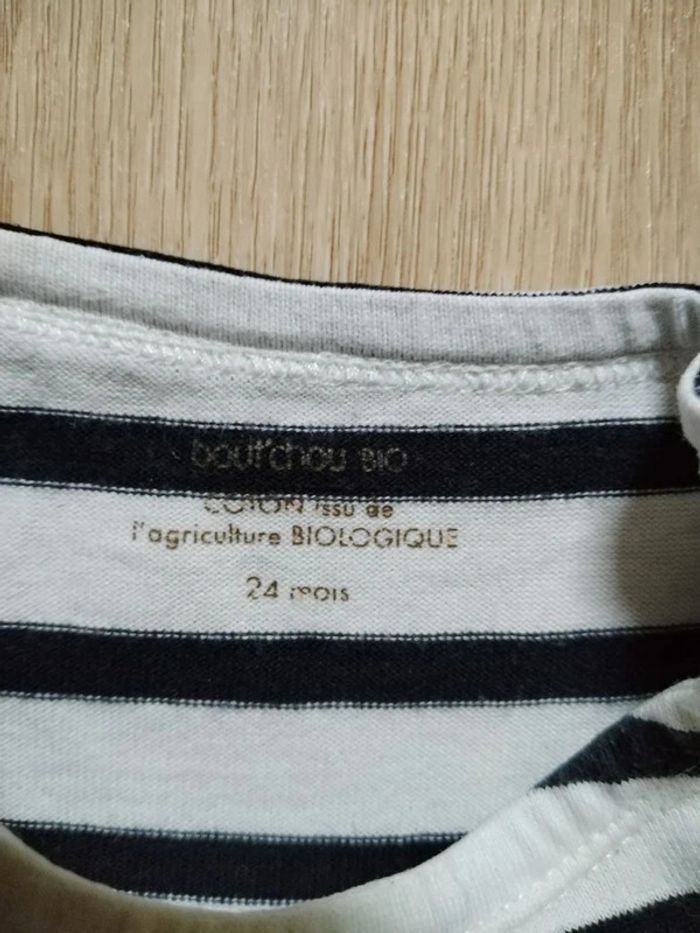 bout'chou BIO
COTON issu de
l'agriculture BIOLOGIQUE
24 mois